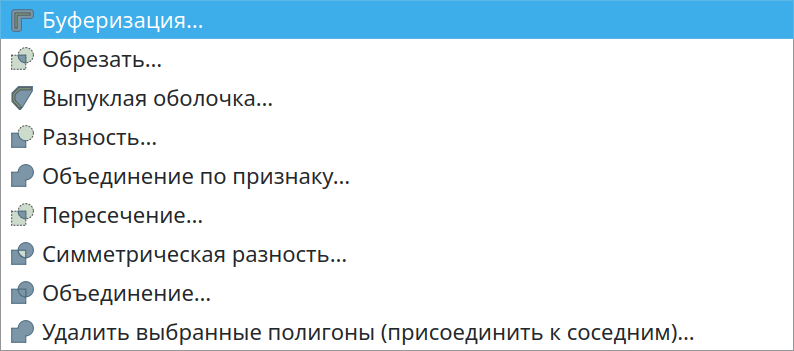 Буферизация...
Обрезать...
Выпуклая оболочка...
Разность...
Объединение по признаку...
Пересечение...
Симметрическая разность...
Объединение...
Удалить выбранные полигоны (присоединить к соседним)...